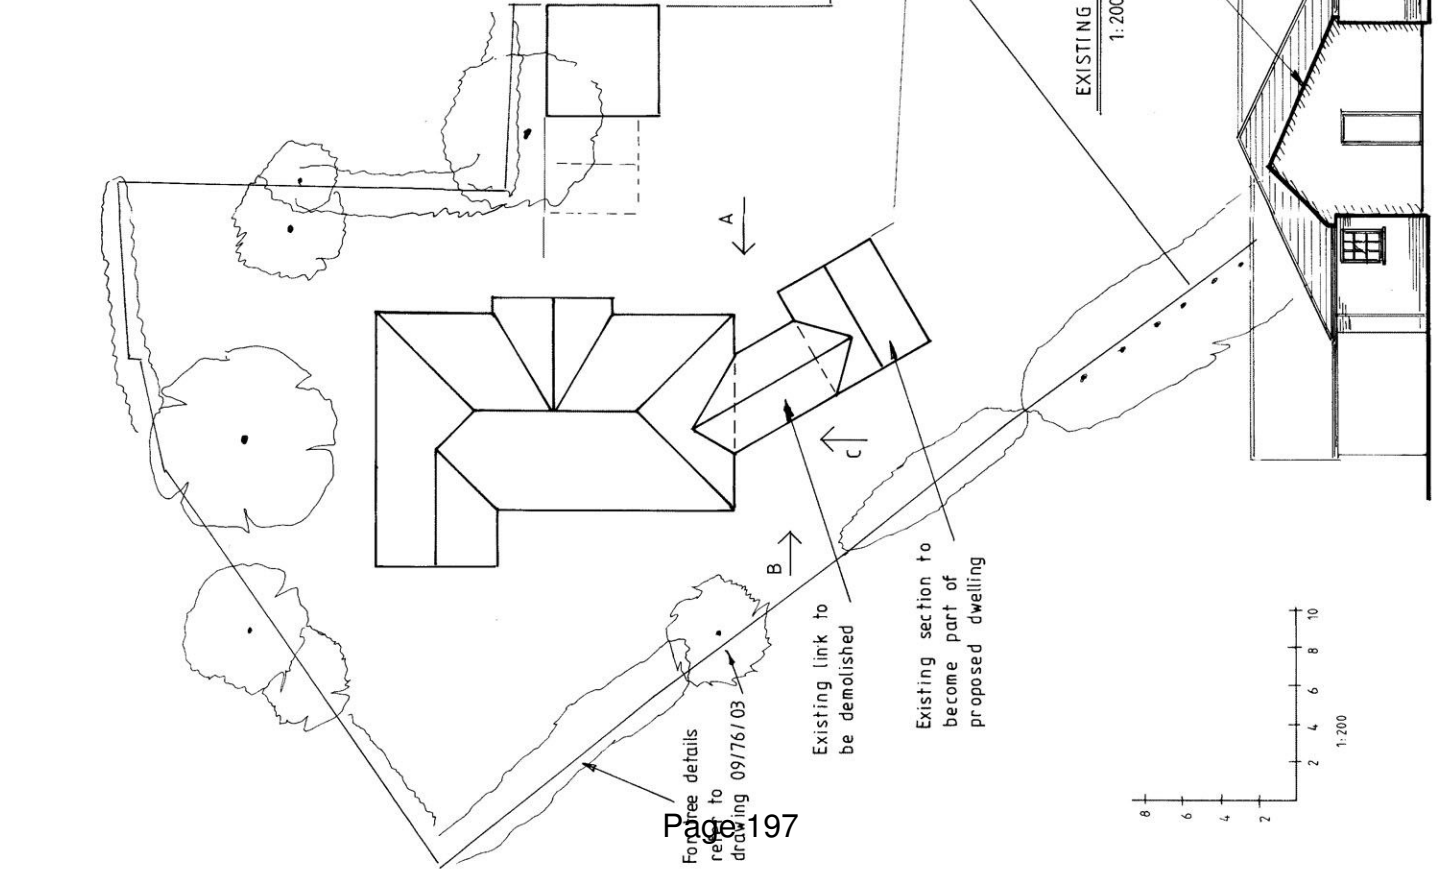 EXISTING
1:200
A
B
C
Existing link to
be demolished
Existing section to
become part of
proposed dwelling
For tree details
refer to
drawing 09/76/03
Page 197
2
4
6
8
10
1:200
2
4
6
8